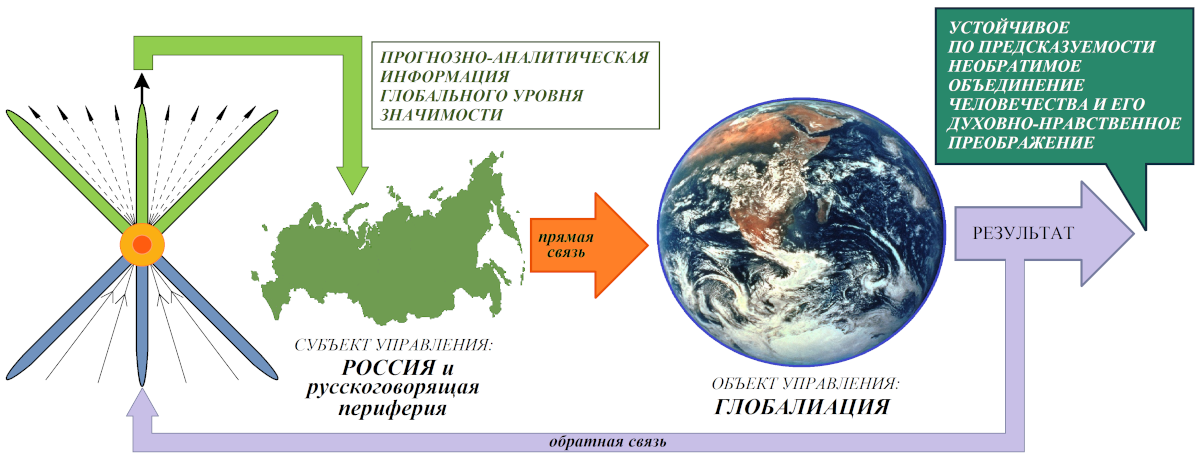 ПРОГНОЗНО-АНАЛИТИЧЕСКАЯ
ИНФОРМАЦИЯ
ГЛОБАЛЬНОГО УРОВНЯ
ЗНАЧИМОСТИ
УСТОЙЧИВОЕ
ПО ПРЕДСКАЗУЕМОСТИ
НЕОБРАТИМОЕ
ОБЪЕДИНЕНИЕ
ЧЕЛОВЕЧЕСТВА И ЕГО
ДУХОВНО-НРАВСТВЕННОЕ
ПРЕОБРАЖЕНИЕ
прямая
связь
РЕЗУЛЬТАТ
СУБЪЕКТ УПРАВЛЕНИЯ:
РОССИЯ и
русскоговорящая
периферия
ОБЪЕКТ УПРАВЛЕНИЯ:
ГЛОБАЛИАЦИЯ
обратная связь